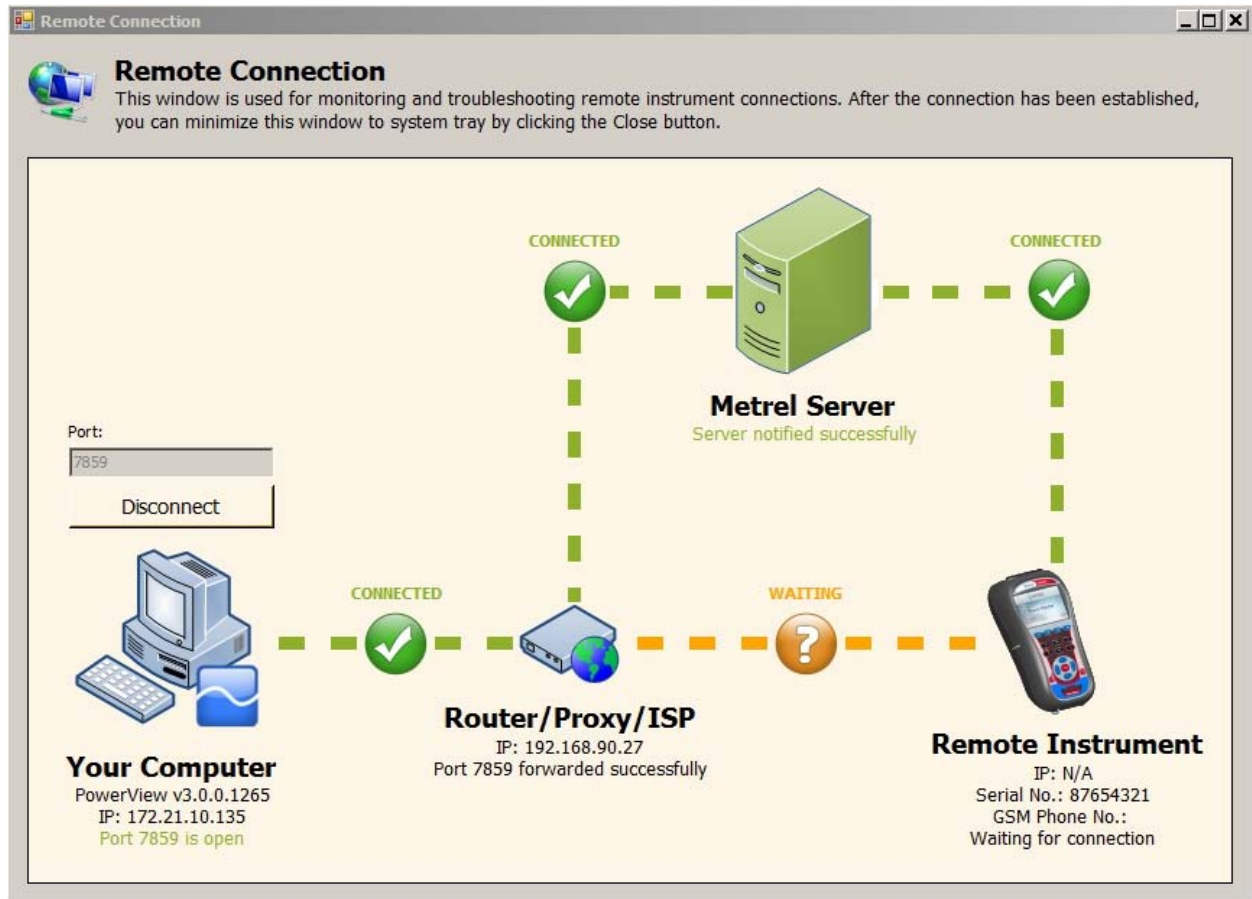 Remote Connection
Remote Connection
This window is used for monitoring and troubleshooting remote instrument connections. After the connection has been established,
you can minimize this window to system tray by clicking the Close button.
CONNECTED
CONNECTED
Metrel Server
Server notified successfully
Port:
7859
Disconnect
CONNECTED
WAITING
Router/Proxy/ISP
IP: 192.168.90.27
Port 7859 forwarded successfully
Your Computer
PowerView v3.0.0.1265
IP: 172.21.10.135
Port 7859 is open
Remote Instrument
IP: N/A
Serial No.: 87654321
GSM Phone No.:
Waiting for connection